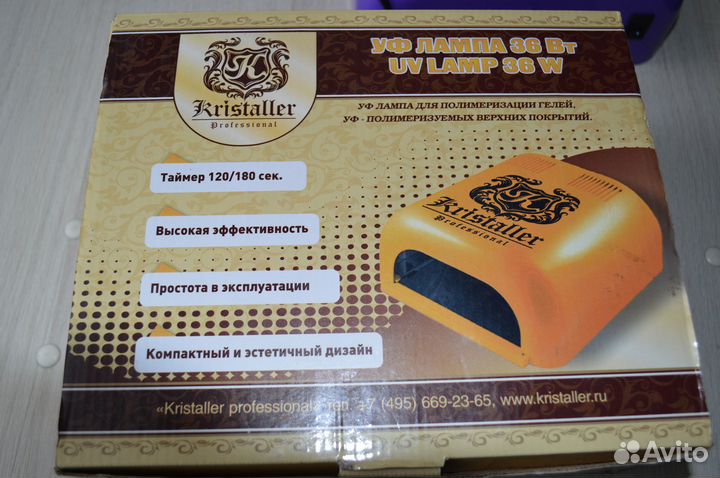 Kristaller
Professional
УФ ЛАМПА 36 Вт
UV LAMP 36 W
УФ ЛАМПА ДЛЯ ПОЛИМЕРИЗАЦИИ ГЕЛЕЙ,
УФ - ПОЛИМЕРИЗУЕМЫХ ВЕРХНИХ ПОКРЫТИЙ.
Таймер 120/180 сек.
Высокая эффективность
Простота в эксплуатации
Компактный и эстетичный дизайн
Kristaller
Professional
«Kristaller professional» тел. +7 (495) 669-23-65, www.kristaller.ru
Avito